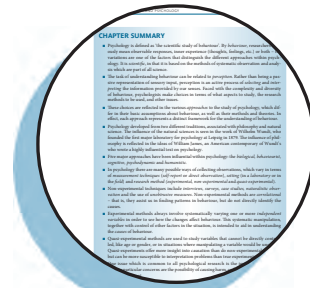 CHAPTER SUMMARY
Psychology is defined as 'the scientific study of behaviour'. By behaviour, researchers
may mean observable responses, inner experience (thoughts, feelings, etc.) or both –
variations are one of the factors that distinguish the different approaches within psych-
ology. It is scientific, in that it is based on the methods of systematic observation and analy-
sis which are part of all science.
The task of understanding behaviour can be related to perception. Rather than being a pas-
sive representation of sensory input, perception is an active process of selecting and inter-
preting the information provided by our senses. Faced with the complexity and diversity
of behaviour, psychologists make choices in terms of what aspects to study, the research
methods to be used, and other issues.
These choices are reflected in the various approaches to the study of psychology, which dif-
fer in their basic assumptions about behaviour, as well as their methods and theories. In
effect, each approach represents a distinct framework for the understanding of behaviour.
Psychology developed from two different traditions, associated with philosophy and natural
science. The influence of the natural sciences is seen in the work of Wilhelm Wundt, who
founded the first major laboratory for psychology at Leipzig in 1879. The influence of phil-
osophy is reflected in the ideas of William James, an American contemporary of Wundt's
who wrote a highly influential text on psychology.
Five major approaches have been influential within psychology: the biological, behaviourist,
cognitive, psychodynamic and humanistic.
In psychology there are many possible ways of collecting observations, which vary in terms
of measurement technique (self-report or direct observation), setting (in a laboratory or in
the field) and research method (experimental, non-experimental and quasi-experimental).
Non-experimental techniques include interviews, surveys, case studies, naturalistic obser-
vation and the use of unobtrusive measures. Non-experimental methods are correlational
– that is, they assist us in finding patterns in behaviour, but do not directly identify the
causes.
Experimental methods always involve systematically varying one or more independent
variables in order to see how the changes affect behaviour. This systematic manipulation,
together with control of other factors in the situation, is intended to aid in understanding
the cause of behaviour.
Quasi-experimental methods are used to study variables that cannot be directly
led, like age or gender, or in situations where manipulating a variable would be
Quasi-experiments offer more insight into causation than do non-experimental
but can be more susceptible to interpretation problems than true experiments
issue which is common to all psychological research is the
particular concerns are the possibility of causing harm